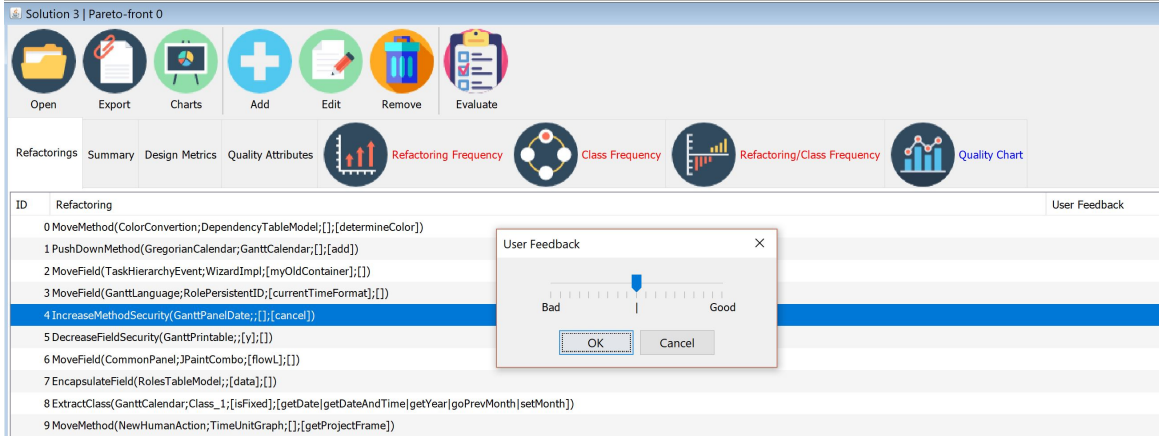 Solution 3 | Pareto-front 0
Open Export Charts Add Edit Remove Evaluate
Refactorings Summary Design Metrics Quality Attributes Refactoring Frequency Class Frequency Refactoring/Class Frequency Quality Chart
ID Refactoring User Feedback
0 MoveMethod(ColorConvertion;DependencyTableModel;[];[determineColor])
1 PushDownMethod(GregorianCalendar;GanttCalendar;[];[add])
2 MoveField(TaskHierarchyEvent;WizardImpl;[myOldContainer];[])
3 MoveField(GanttLanguage;RolePersistentID;[currentTimeFormat];[])
4 IncreaseMethodSecurity(GanttPanelDate;;[];[cancel])
5 DecreaseFieldSecurity(GanttPrintable;;[y];[])
6 MoveField(CommonPanel;JPaintCombo;[flowL];[])
7 EncapsulateField(RolesTableModel;;[data];[])
8 ExtractClass(GanttCalendar;Class_1;[isFixed];[getDate|getDateAndTime|getYear|goPrevMonth|setMonth])
9 MoveMethod(NewHumanAction;TimeUnitGraph;[];[getProjectFrame])
User Feedback
Bad | Good
OK Cancel